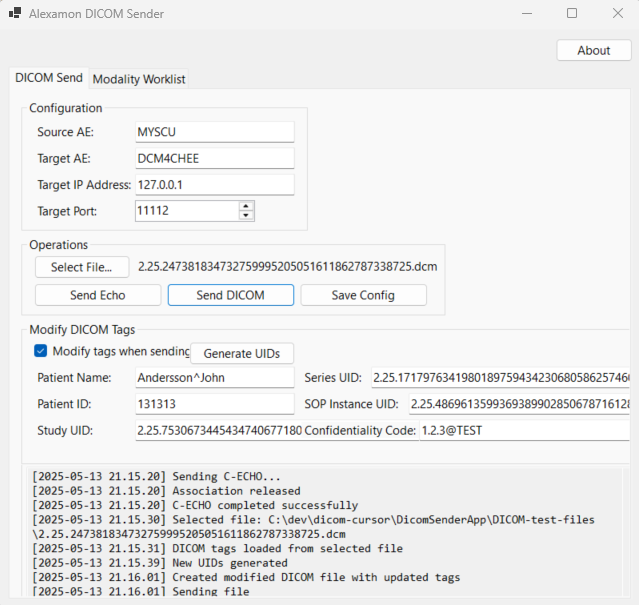 Alexamon DICOM Sender
About
DICOM Send Modality Worklist
Configuration
Source AE: MYSCU
Target AE: DCM4CHEE
Target IP Address: 127.0.0.1
Target Port: 11112
Operations
Select File... 2.25.247381834732759995205051611862787338725.dcm
Send Echo Send DICOM Save Config
Modify DICOM Tags
Modify tags when sending Generate UIDs
Patient Name: Andersson^John Series UID: 2.25.171797634198018975943423068058625746
Patient ID: 131313 SOP Instance UID: 2.25.486961359936938990285067871612
Study UID: 2.25.7530673445434740677180 Confidentiality Code: 1.2.3@TEST
[2025-05-13 21.15.20] Sending C-ECHO...
[2025-05-13 21.15.20] Association released
[2025-05-13 21.15.20] C-ECHO completed successfully
[2025-05-13 21.15.30] Selected file: C:\dev\dicom-cursor\DicomSenderApp\DICOM-test-files
\2.25.247381834732759995205051611862787338725.dcm
[2025-05-13 21.15.31] DICOM tags loaded from selected file
[2025-05-13 21.15.39] New UIDs generated
[2025-05-13 21.16.01] Created modified DICOM file with updated tags
[2025-05-13 21.16.01] Sending file